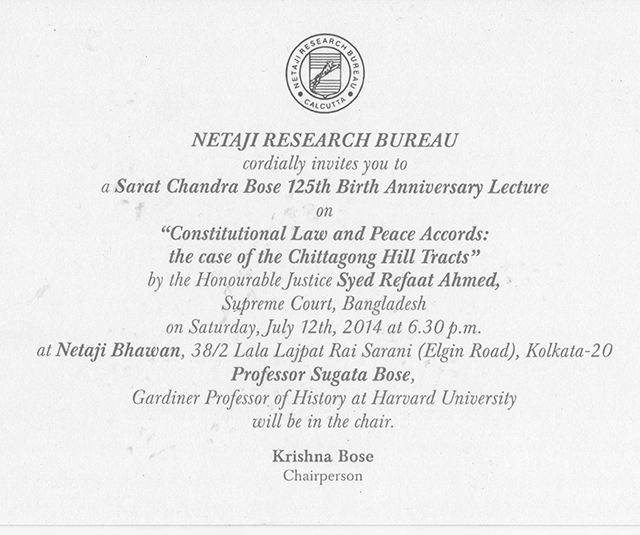 NETAJI RESEARCH BUREAU
CALCUTTA
NETAJI RESEARCH BUREAU
cordially invites you to
a Sarat Chandra Bose 125th Birth Anniversary Lecture
on
“Constitutional Law and Peace Accords:
the case of the Chittagong Hill Tracts”
by the Honourable Justice Syed Refaat Ahmed,
Supreme Court, Bangladesh
on Saturday, July 12th, 2014 at 6.30 p.m.
at Netaji Bhawan, 38/2 Lala Lajpat Rai Sarani (Elgin Road), Kolkata-20
Professor Sugata Bose,
Gardiner Professor of History at Harvard University
will be in the chair.
Krishna Bose
Chairperson